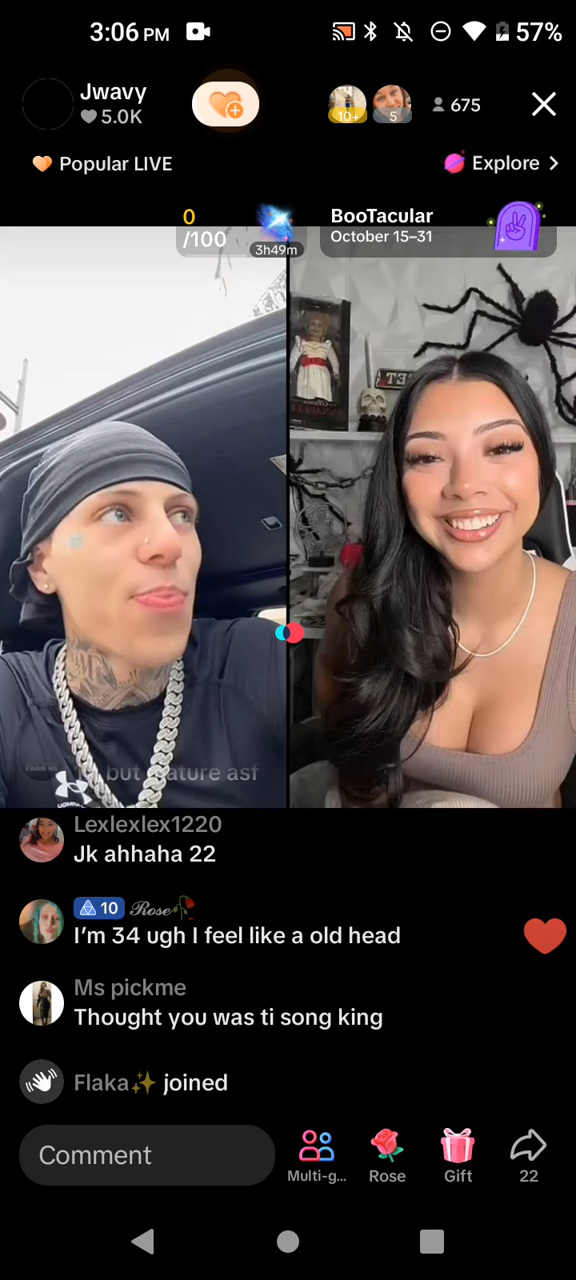 3:06 PM
57%
Jwavy
5.0K
10+
5
675
Popular LIVE
Explore >
0
/100
3h49m
BooTacular
October 15–31
but mature asf
Lexlexlex1220
Jk ahhaha 22
10 Rose
I'm 34 ugh I feel like a old head
Ms pickme
Thought you was ti song king
Flaka✨ joined
Comment
Multi-g...
Rose
Gift
22